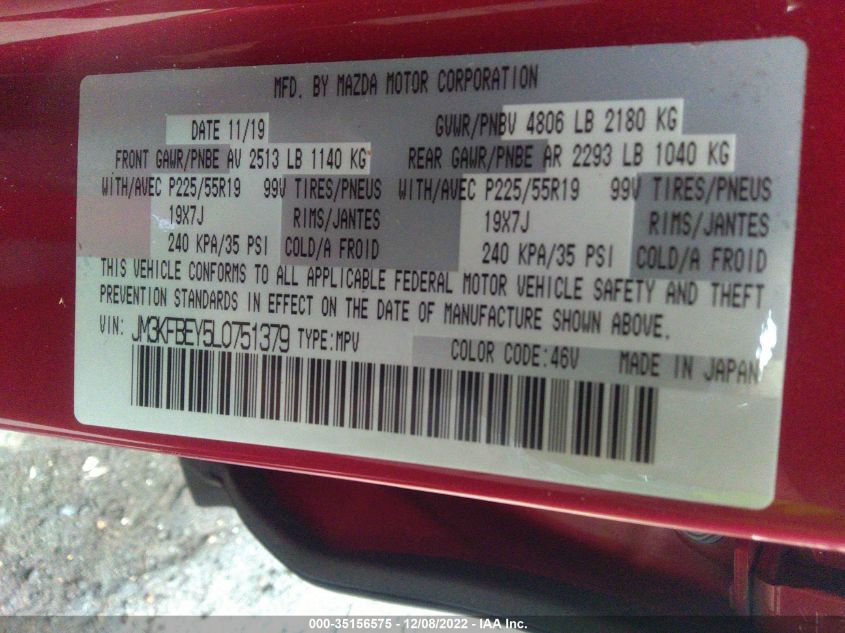 MFD. BY MAZDA MOTOR CORPORATION
DATE 11/19 GVWR/PNBV 4806 LB 2180 KG
FRONT GAWR/PNBE AV 2513 LB 1140 KG REAR GAWR/PNBE AR 2293 LB 1040 KG
WITH/AVEC P225/55R19 99V TIRES/PNEUS WITH/AVEC P225/55R19 99V TIRES/PNEUS
19X7J RIMS/JANTES 19X7J RIMS/JANTES
240 KPA/35 PSI COLD/A FROID 240 KPA/35 PSI COLD/A FROID
THIS VEHICLE CONFORMS TO ALL APPLICABLE FEDERAL MOTOR VEHICLE SAFETY AND THEFT
PREVENTION STANDARDS IN EFFECT ON THE DATE OF MANUFACTURE SHOWN ABOVE.
VIN: JM3KFBEY5L0751379 TYPE:MPV COLOR CODE:46V MADE IN JAPAN
000-35156575 - 12/08/2022 - IAA Inc.